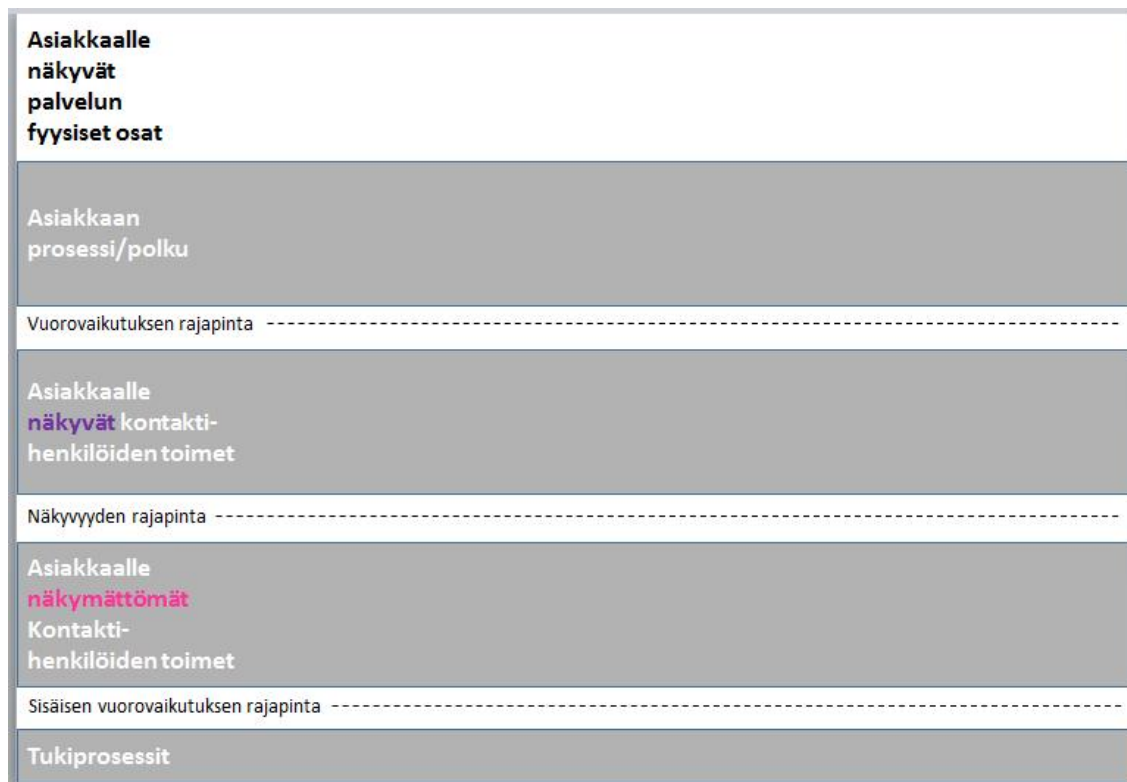 Asiakkaalle
näkyvät
palvelun
fyysiset osat
Asiakkaan
prosessi/polku
Vuorovaikutuksen rajapinta
Asiakkaalle
näkyvät kontakti-
henkilöiden toimet
Näkyvyyden rajapinta
Asiakkaalle
näkymättömät
Kontakti-
henkilöiden toimet
Sisäisen vuorovaikutuksen rajapinta
Tukiprosessit